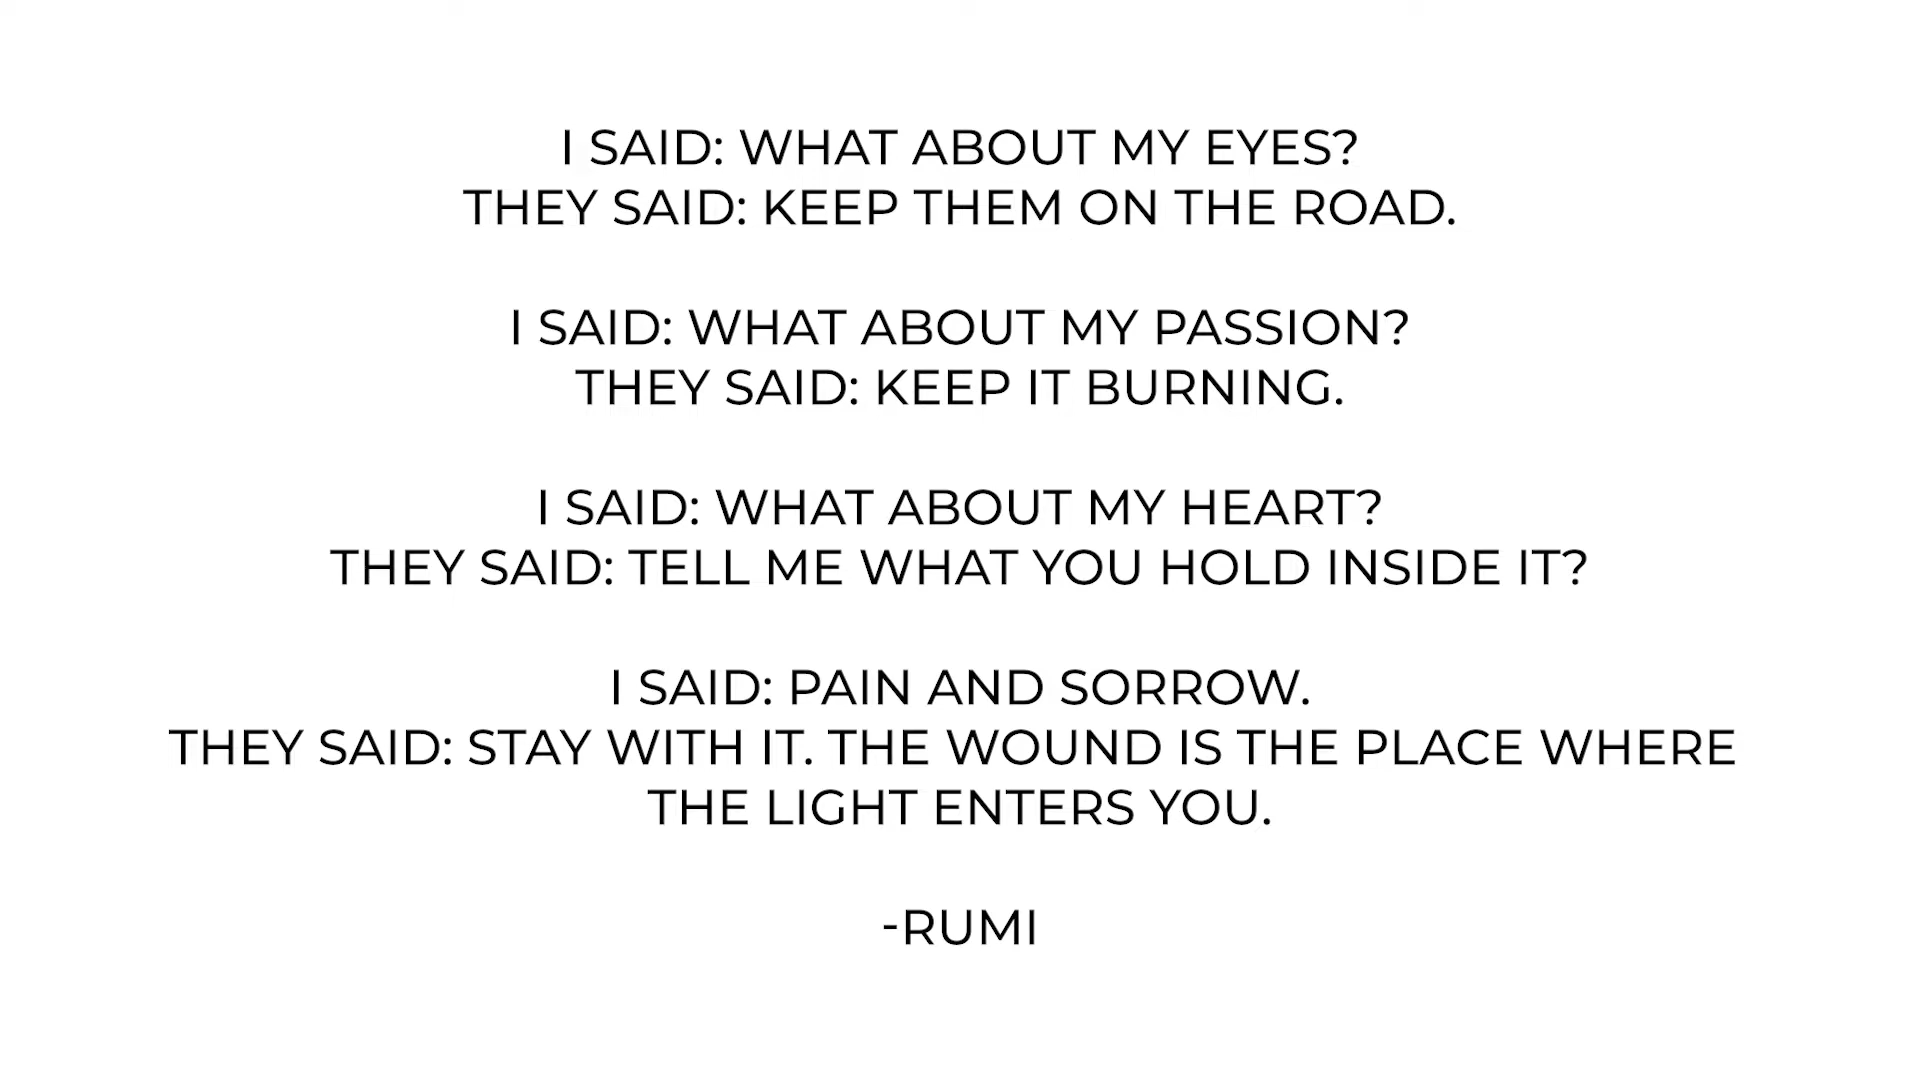 I SAID: WHAT ABOUT MY EYES?
THEY SAID: KEEP THEM ON THE ROAD.
I SAID: WHAT ABOUT MY PASSION?
THEY SAID: KEEP IT BURNING.
I SAID: WHAT ABOUT MY HEART?
THEY SAID: TELL ME WHAT YOU HOLD INSIDE IT?
I SAID: PAIN AND SORROW.
THEY SAID: STAY WITH IT. THE WOUND IS THE PLACE WHERE
THE LIGHT ENTERS YOU.
-RUMI